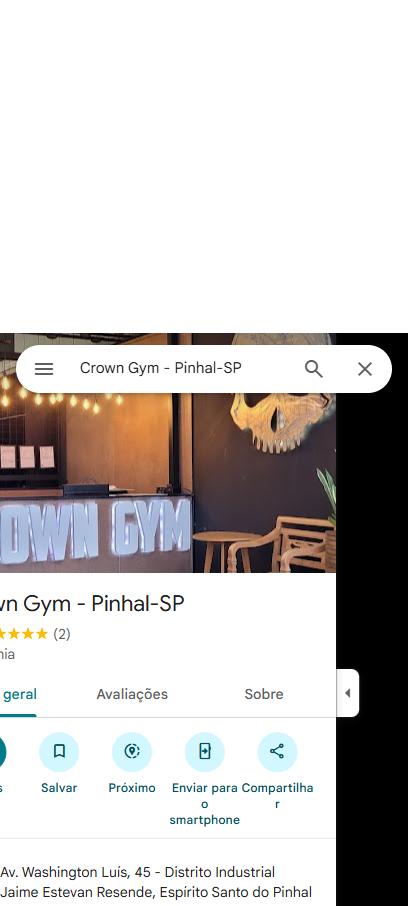 Crown Gym - Pinhal-SP
OWN GYM
wn Gym - Pinhal-SP
(2)
nia
geral
Avaliações
Sobre
s
Salvar
Próximo
Enviar para
o
smartphone
Compartilha
r
Av. Washington Luís, 45 - Distrito Industrial
Jaime Estevan Resende, Espírito Santo do Pinhal